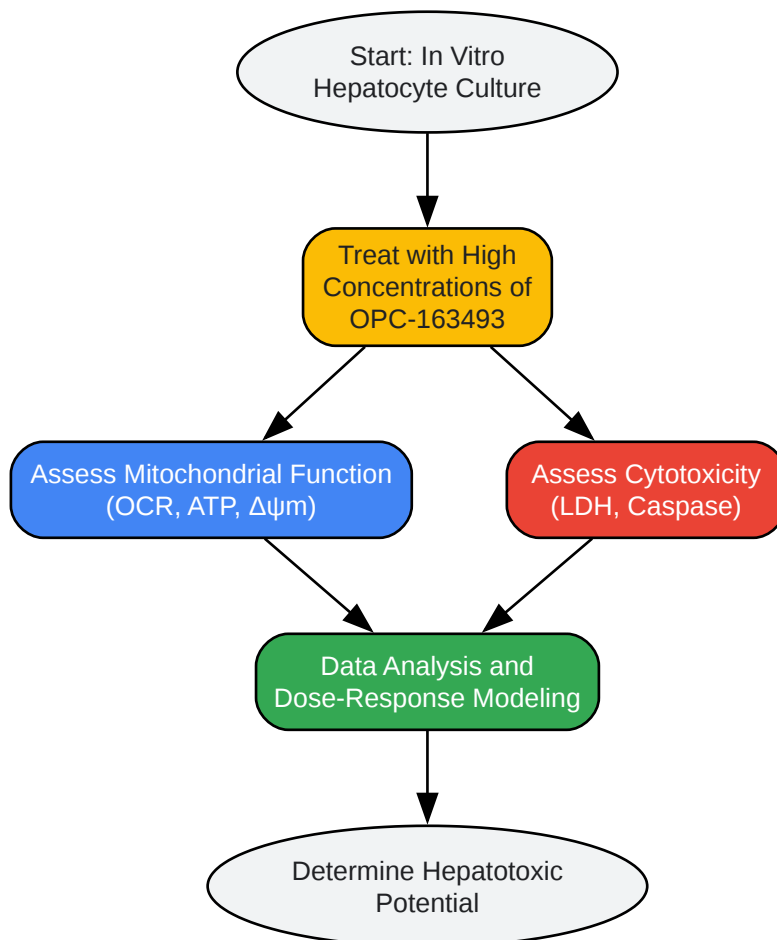 Start: In Vitro
Hepatocyte Culture
Treat with High
Concentrations of
OPC-163493
Assess Mitochondrial Function
(OCR, ATP, Δψm)
Assess Cytotoxicity
(LDH, Caspase)
Data Analysis and
Dose-Response Modeling
Determine Hepatotoxic
Potential